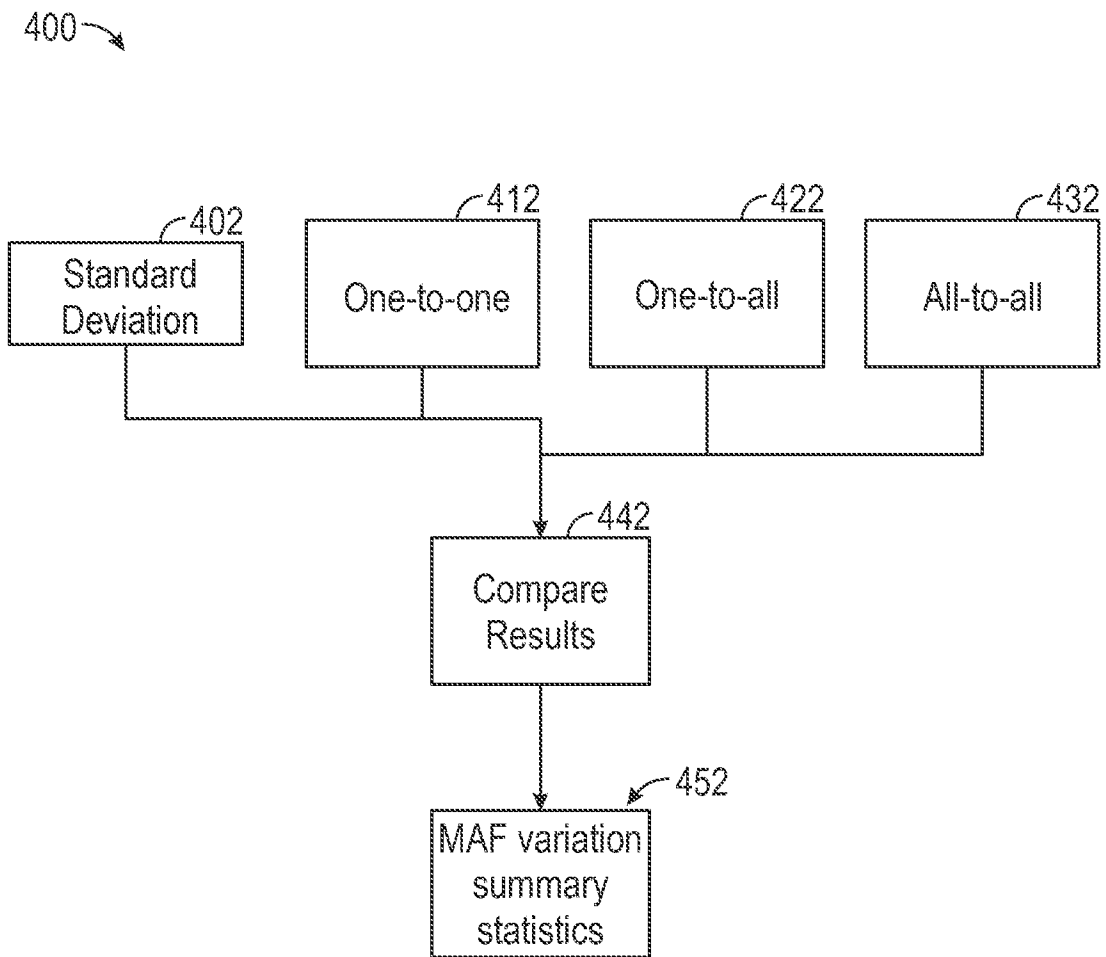 400
402
412
422
432
Standard
Deviation
One-to-one
One-to-all
All-to-all
442
Compare
Results
452
MAF variation
summary
statistics